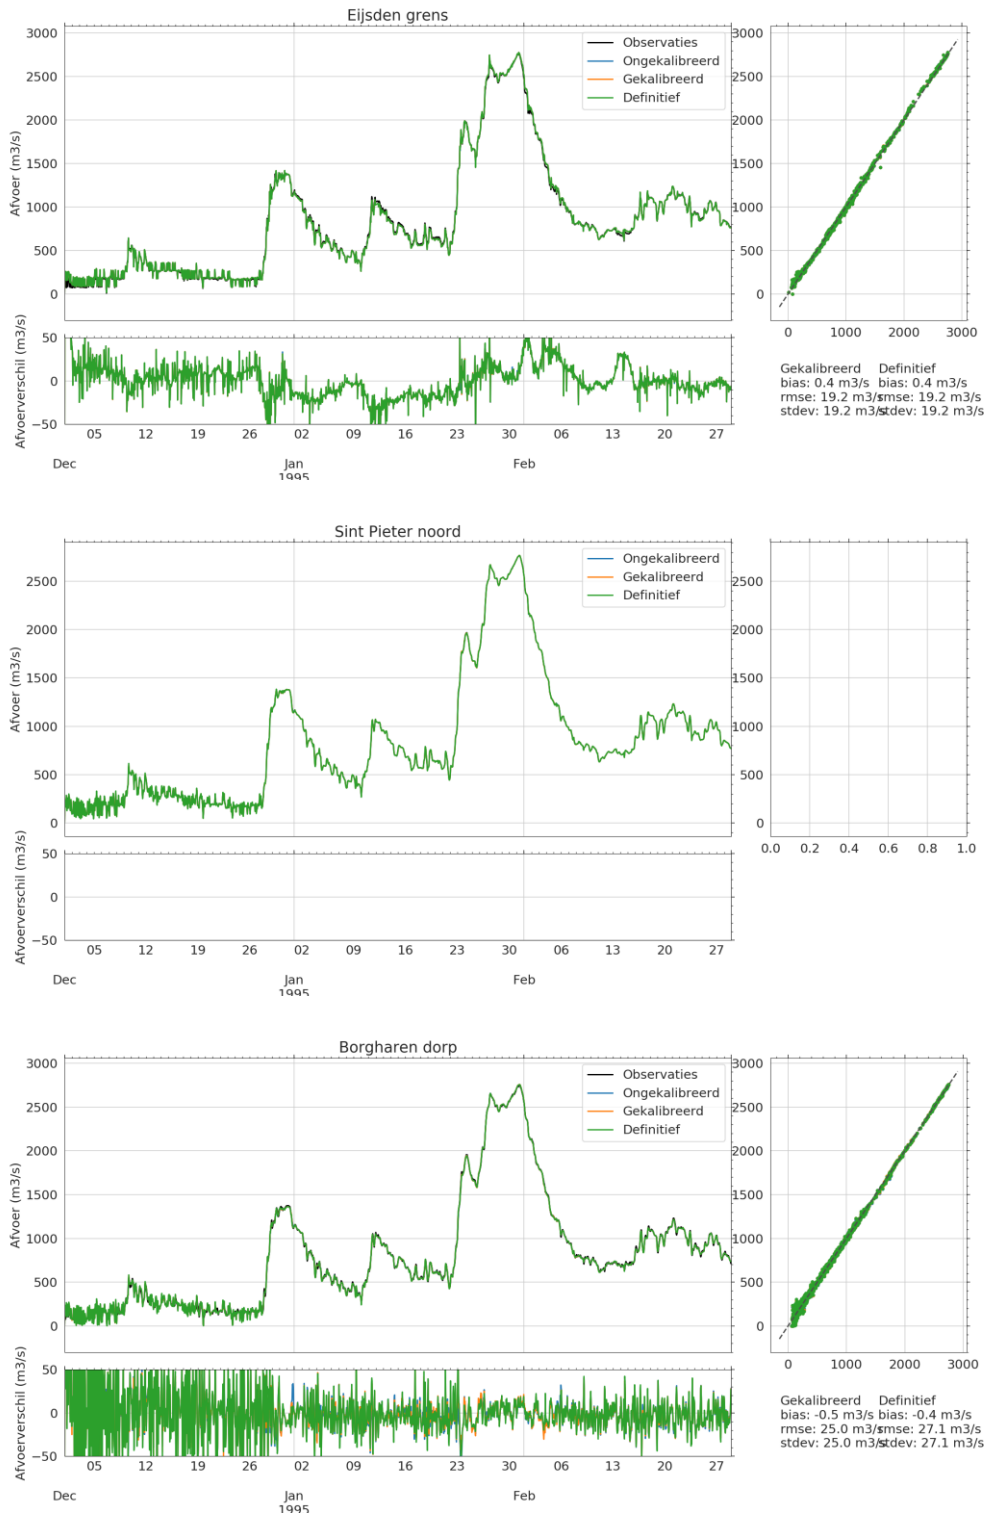 Eijsden grens
3000
2500
2000
1500
1000
500
0
Afvoer (m3/s)
Observaties
Ongekalibreerd
Gekalibreerd
Definitief
3000
2500
2000
1500
1000
500
0
0 1000 2000 3000
50
0
−50
Afvoerverschil (m3/s)
05 12 19 26 02 09 16 23 30 06 13 20 27
Dec Jan Feb
1995
Gekalibreerd Definitief
bias: 0.4 m3/s bias: 0.4 m3/s
rmse: 19.2 m3/s rmse: 19.2 m3/s
stdev: 19.2 m3/s stdev: 19.2 m3/s
Sint Pieter noord
2500
2000
1500
1000
500
0
Afvoer (m3/s)
Ongekalibreerd
Gekalibreerd
Definitief
2500
2000
1500
1000
500
0
0.0 0.2 0.4 0.6 0.8 1.0
50
0
−50
Afvoerverschil (m3/s)
05 12 19 26 02 09 16 23 30 06 13 20 27
Dec Jan Feb
1995
Borgharen dorp
3000
2500
2000
1500
1000
500
0
Afvoer (m3/s)
Observaties
Ongekalibreerd
Gekalibreerd
Definitief
3000
2500
2000
1500
1000
500
0
0 1000 2000 3000
50
0
−50
Afvoerverschil (m3/s)
05 12 19 26 02 09 16 23 30 06 13 20 27
Dec Jan Feb
1995
Gekalibreerd Definitief
bias: -0.5 m3/s bias: -0.4 m3/s
rmse: 25.0 m3/s rmse: 27.1 m3/s
stdev: 25.0 m3/s stdev: 27.1 m3/s